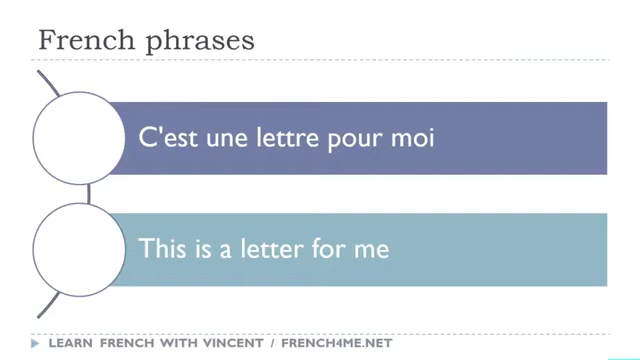 French phrases
C'est une lettre pour moi
This is a letter for me
LEARN FRENCH WITH VINCENT / FRENCH4ME.NET